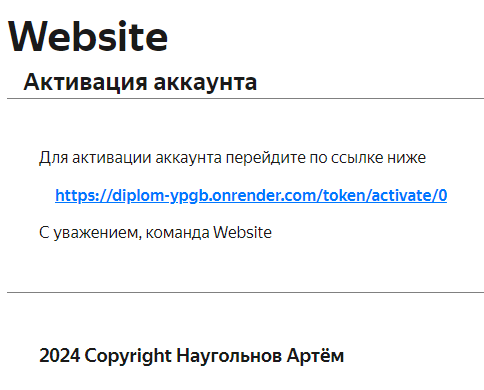 Website
Активация аккаунта
Для активации аккаунта перейдите по ссылке ниже
https://diplom-ypgb.onrender.com/token/activate/0
С уважением, команда Website
2024 Copyright Наугольнов Артём